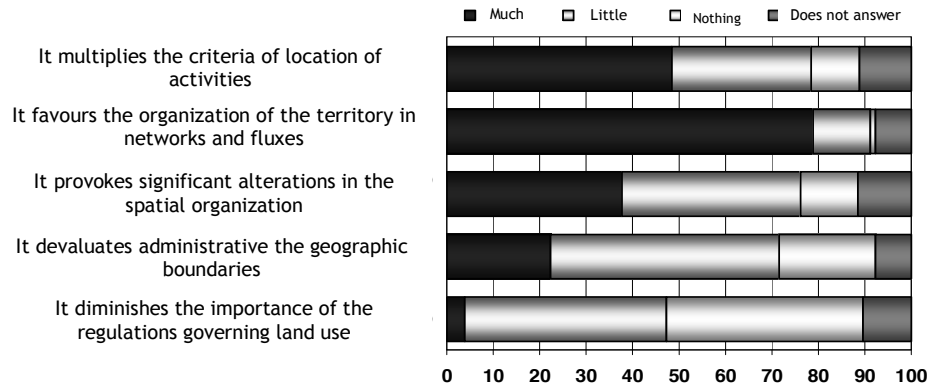 Much Little Nothing Does not answer
It multiplies the criteria of location of
activities
It favours the organization of the territory in
networks and fluxes
It provokes significant alterations in the
spatial organization
It devaluates administrative the geographic
boundaries
It diminishes the importance of the
regulations governing land use
0 10 20 30 40 50 60 70 80 90 100